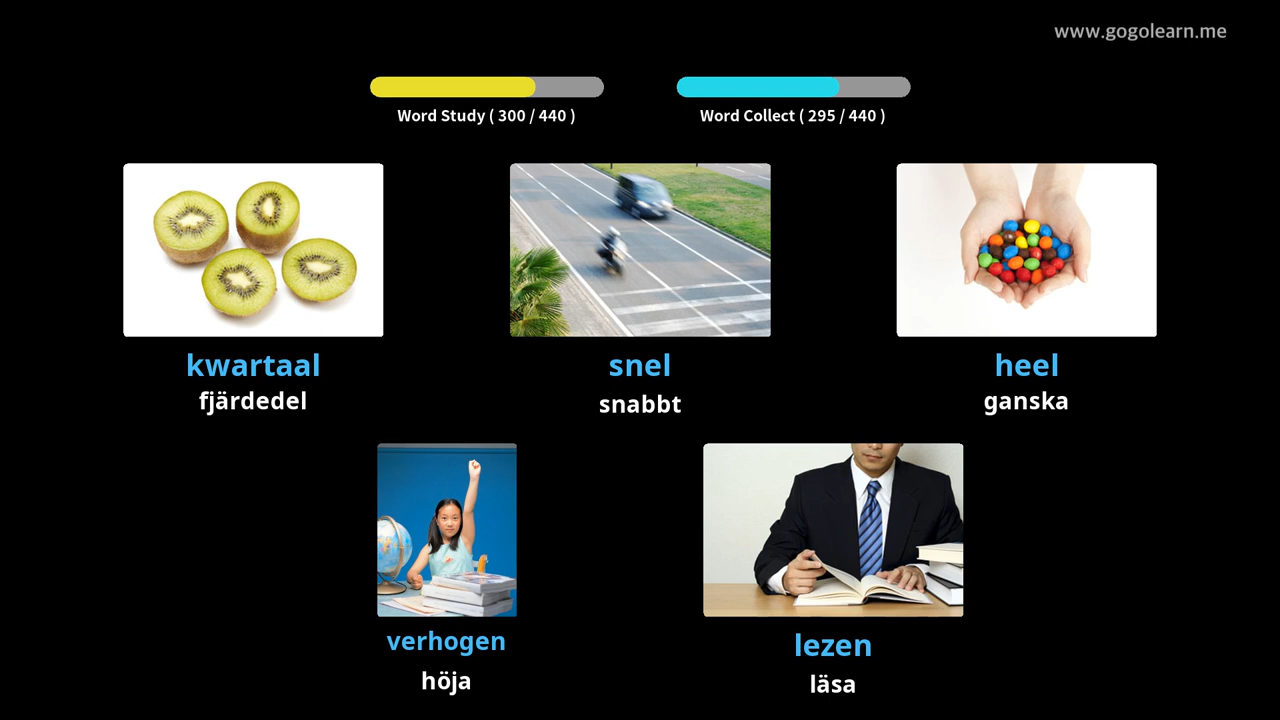 www.gogolearn.me
Word Study ( 300 / 440 )
Word Collect ( 295 / 440 )
kwartaal
fjärdedel
snel
snabbt
heel
ganska
verhogen
höja
lezen
läsa